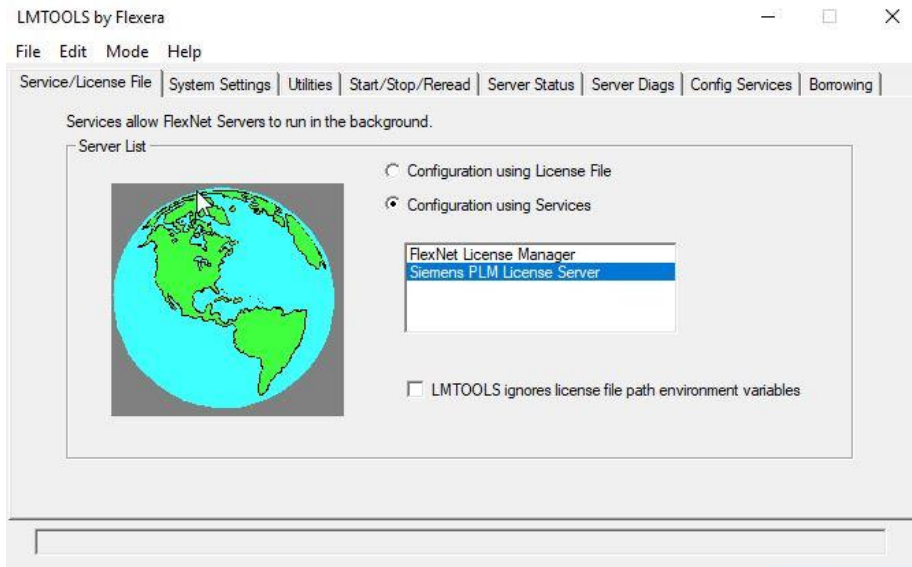 LMTOOLS by Flexera
File Edit Mode Help
Service/License File System Settings Utilities Start/Stop/Reread Server Status Server Diags Config Services Borrowing
Services allow FlexNet Servers to run in the background.
Server List
Configuration using License File
Configuration using Services
FlexNet License Manager
Siemens PLM License Server
LMTOOLS ignores license file path environment variables